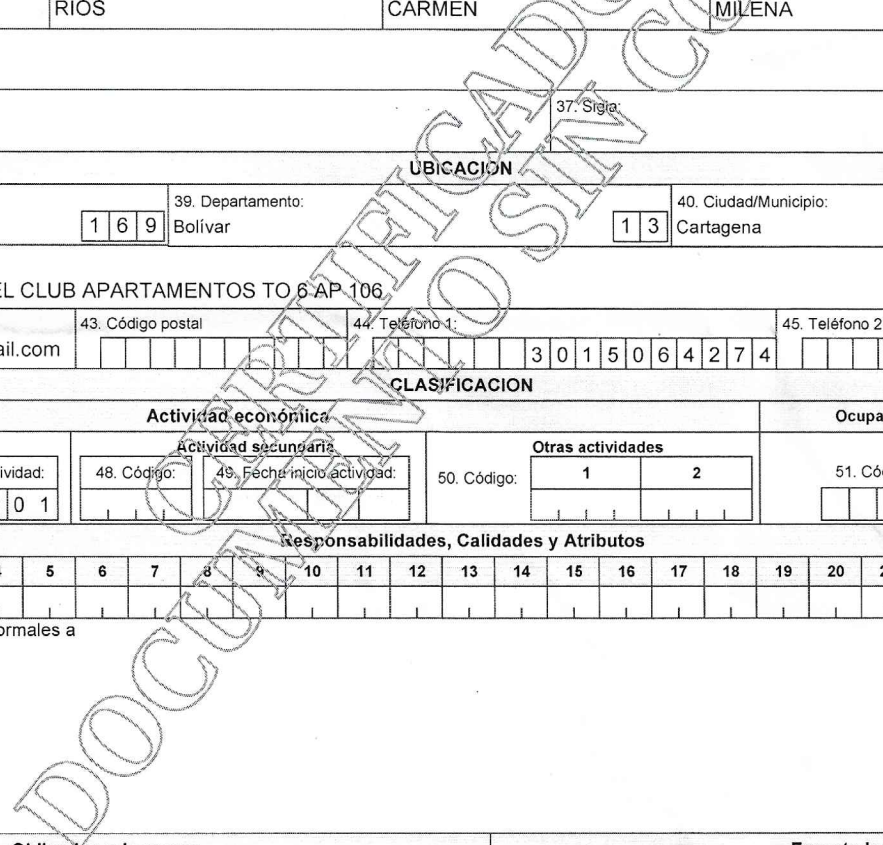 RIOS CARMEN MILENA
37. Sigla:
UBICACION
39. Departamento: 40. Ciudad/Municipio:
1 6 9 Bolívar 1 3 Cartagena
EL CLUB APARTAMENTOS TO 6 AP 106
43. Código postal 44. Teléfono 1: 45. Teléfono 2
ail.com 3 0 1 5 0 6 4 2 7 4
CLASIFICACION
Actividad económica Ocupa
Actividad secundaria Otras actividades
ividad: 48. Código: 49. Fecha inicio actividad: 50. Código: 1 2 51. Có
0 1
Responsabilidades, Calidades y Atributos
5 6 7 8 9 10 11 12 13 14 15 16 17 18 19 20 2
ormales a
CERTIFICADO
DOCUMENTO SIN CO